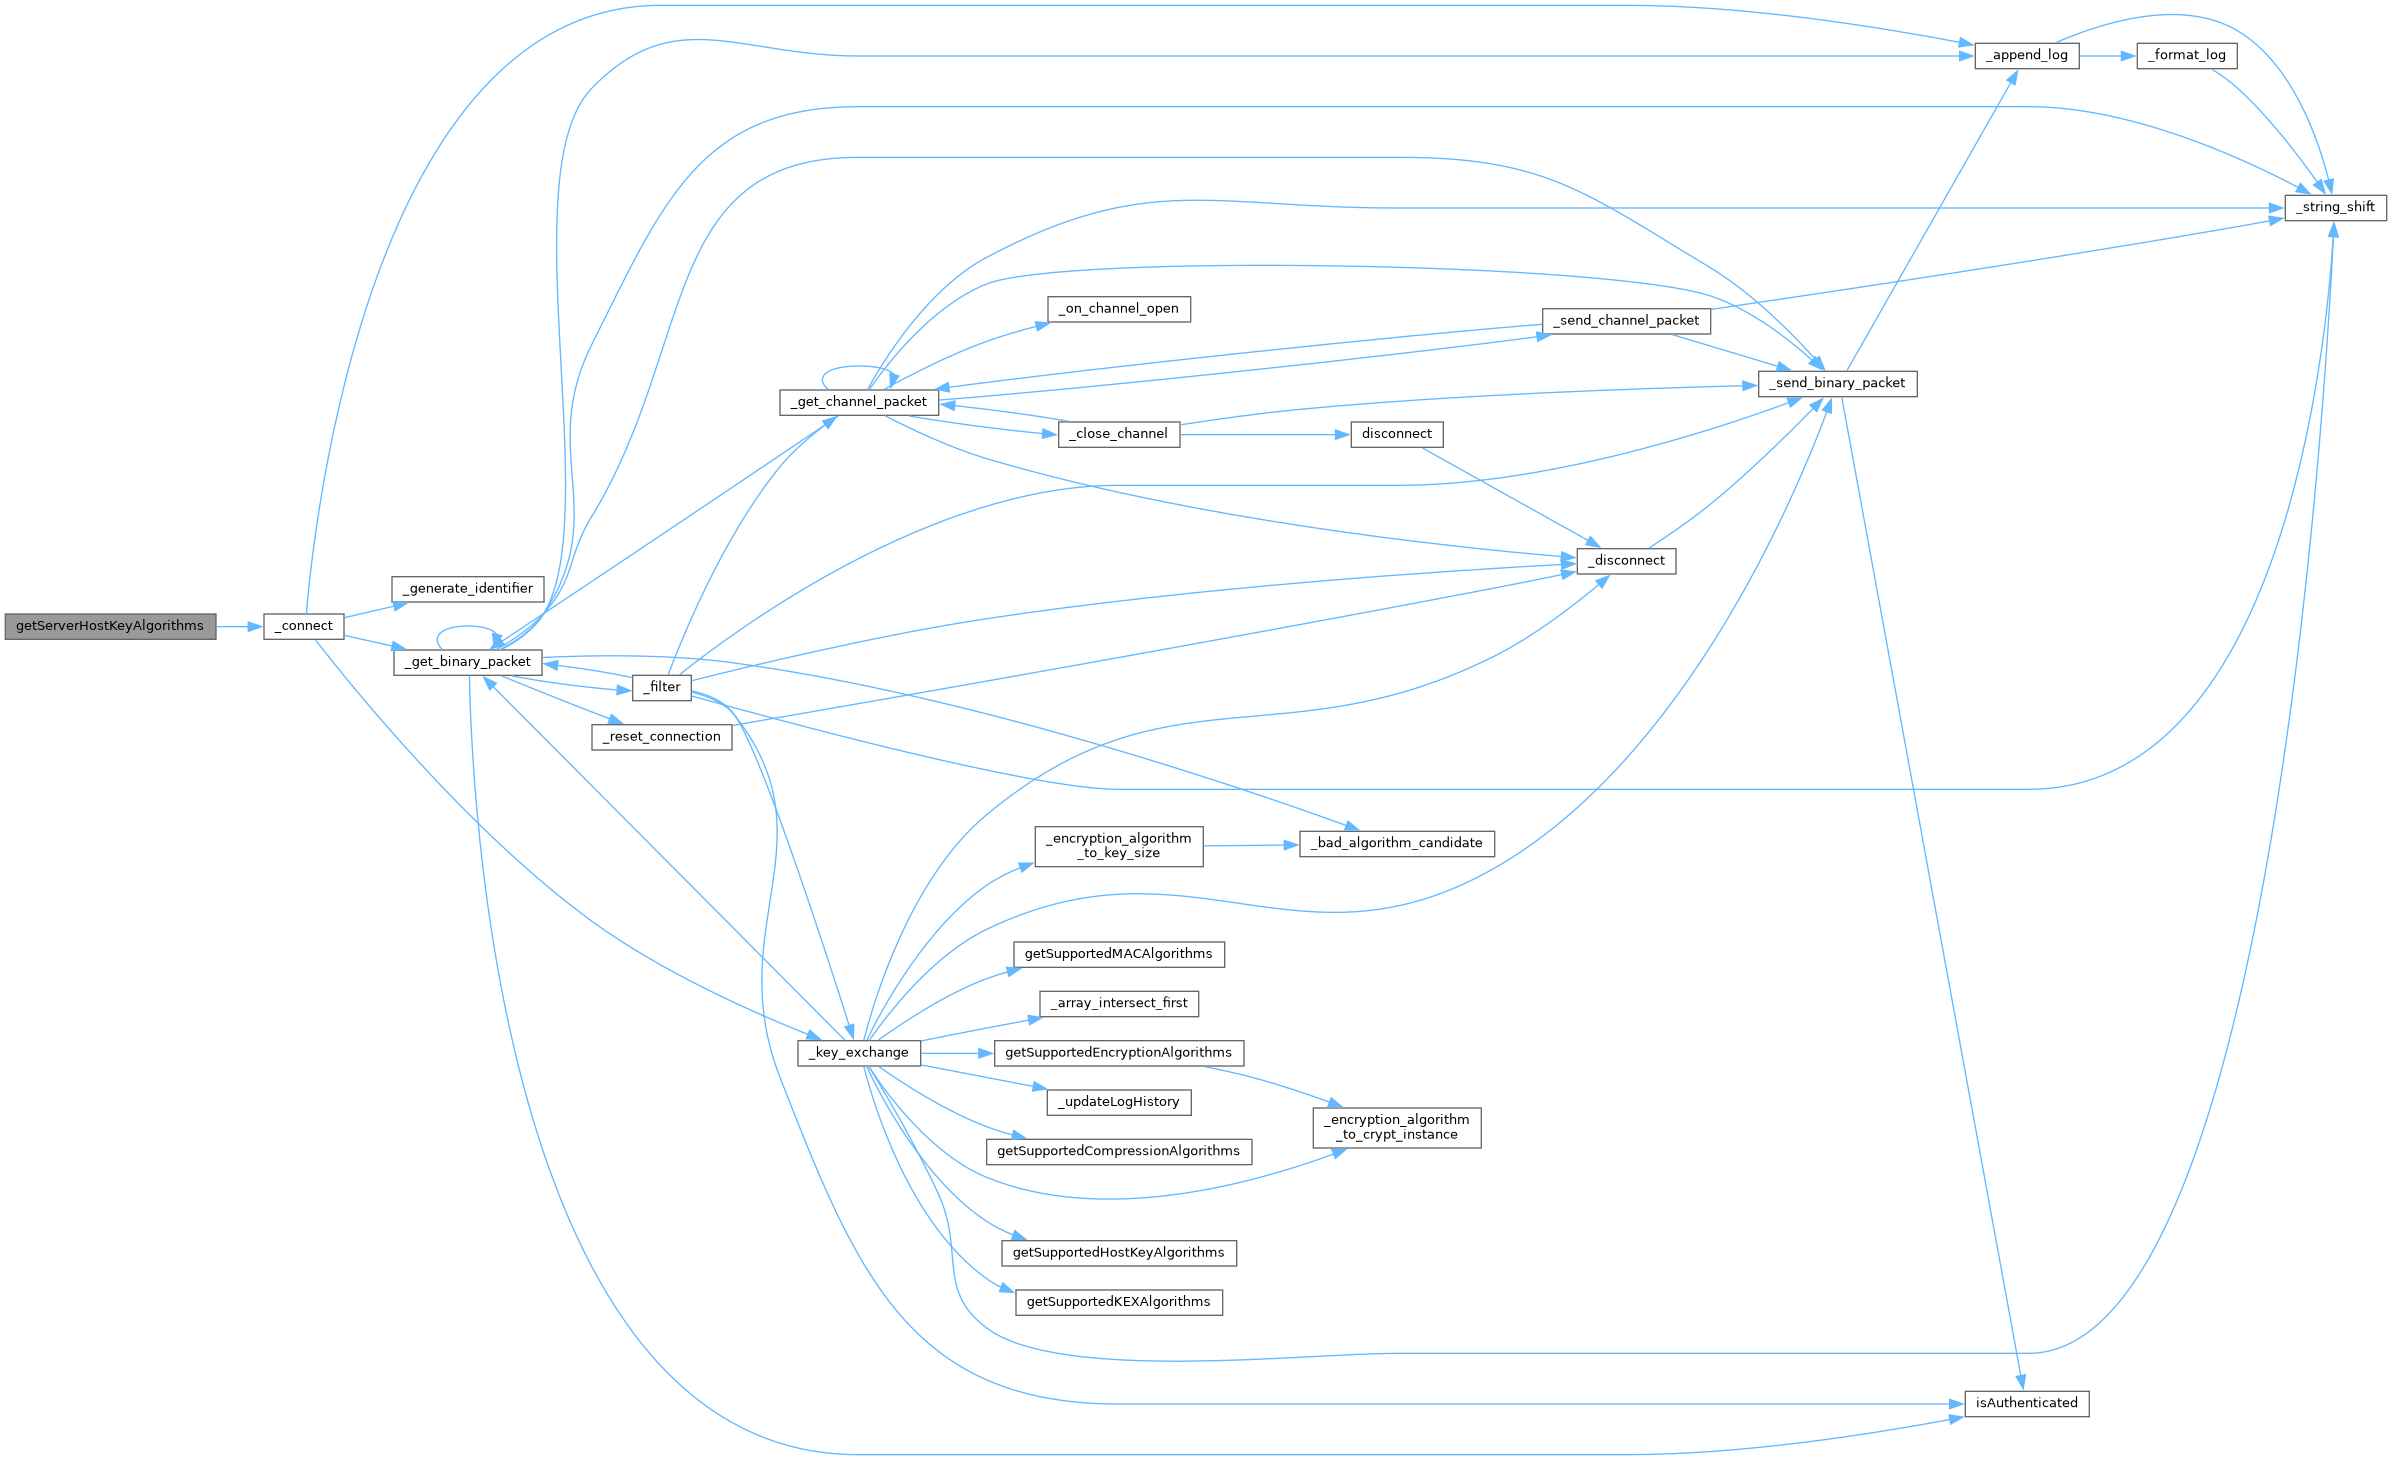 _append_log
_format_log
_string_shift
_on_channel_open
_send_channel_packet
_send_binary_packet
_get_channel_packet
_close_channel
disconnect
_disconnect
_generate_identifier
getServerHostKeyAlgorithms
_connect
_get_binary_packet
_filter
_reset_connection
_encryption_algorithm
_to_key_size
_bad_algorithm_candidate
getSupportedMACAlgorithms
_array_intersect_first
_key_exchange
getSupportedEncryptionAlgorithms
_updateLogHistory
_encryption_algorithm
_to_crypt_instance
getSupportedCompressionAlgorithms
getSupportedHostKeyAlgorithms
getSupportedKEXAlgorithms
isAuthenticated